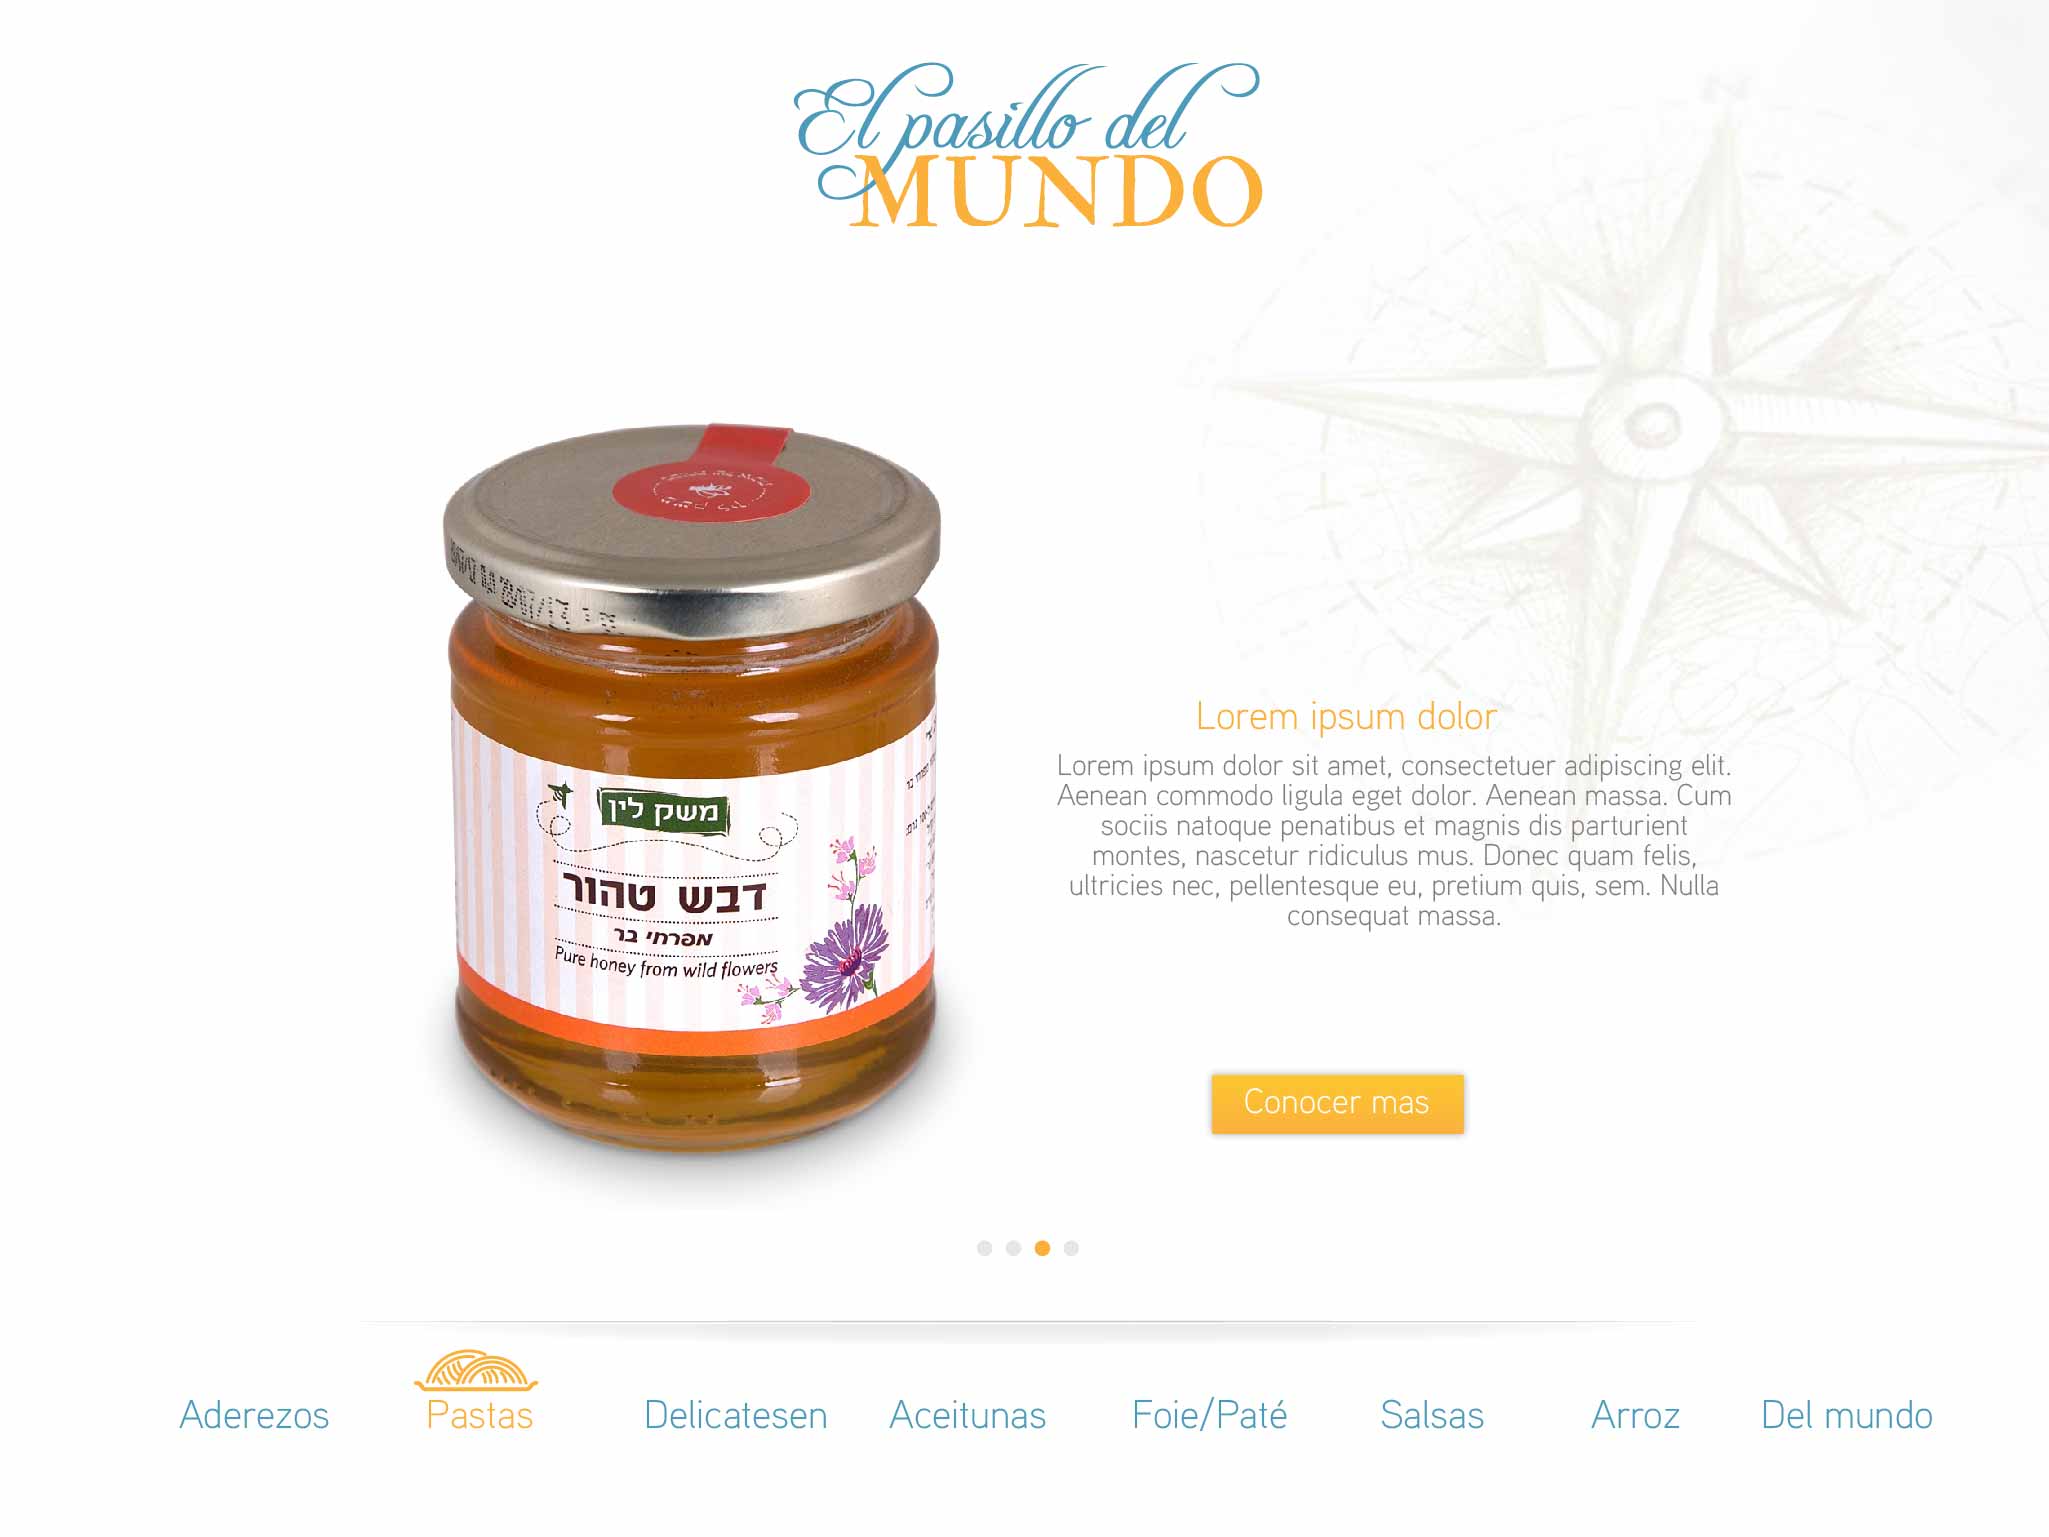 El pasillo del
MUNDO
N
משק לין
דבש טהור
מפרחי בר
Pure honey from wild flowers
Lorem ipsum dolor
Lorem ipsum dolor sit amet, consectetuer adipiscing elit.
Aenean commodo ligula eget dolor. Aenean massa. Cum
sociis natoque penatibus et magnis dis parturient
montes, nascetur ridiculus mus. Donec quam felis,
ultricies nec, pellentesque eu, pretium quis, sem. Nulla
consequat massa.
Conocer mas
Aderezos
Pastas
Delicatesen
Aceitunas
Foie/Paté
Salsas
Arroz
Del mundo